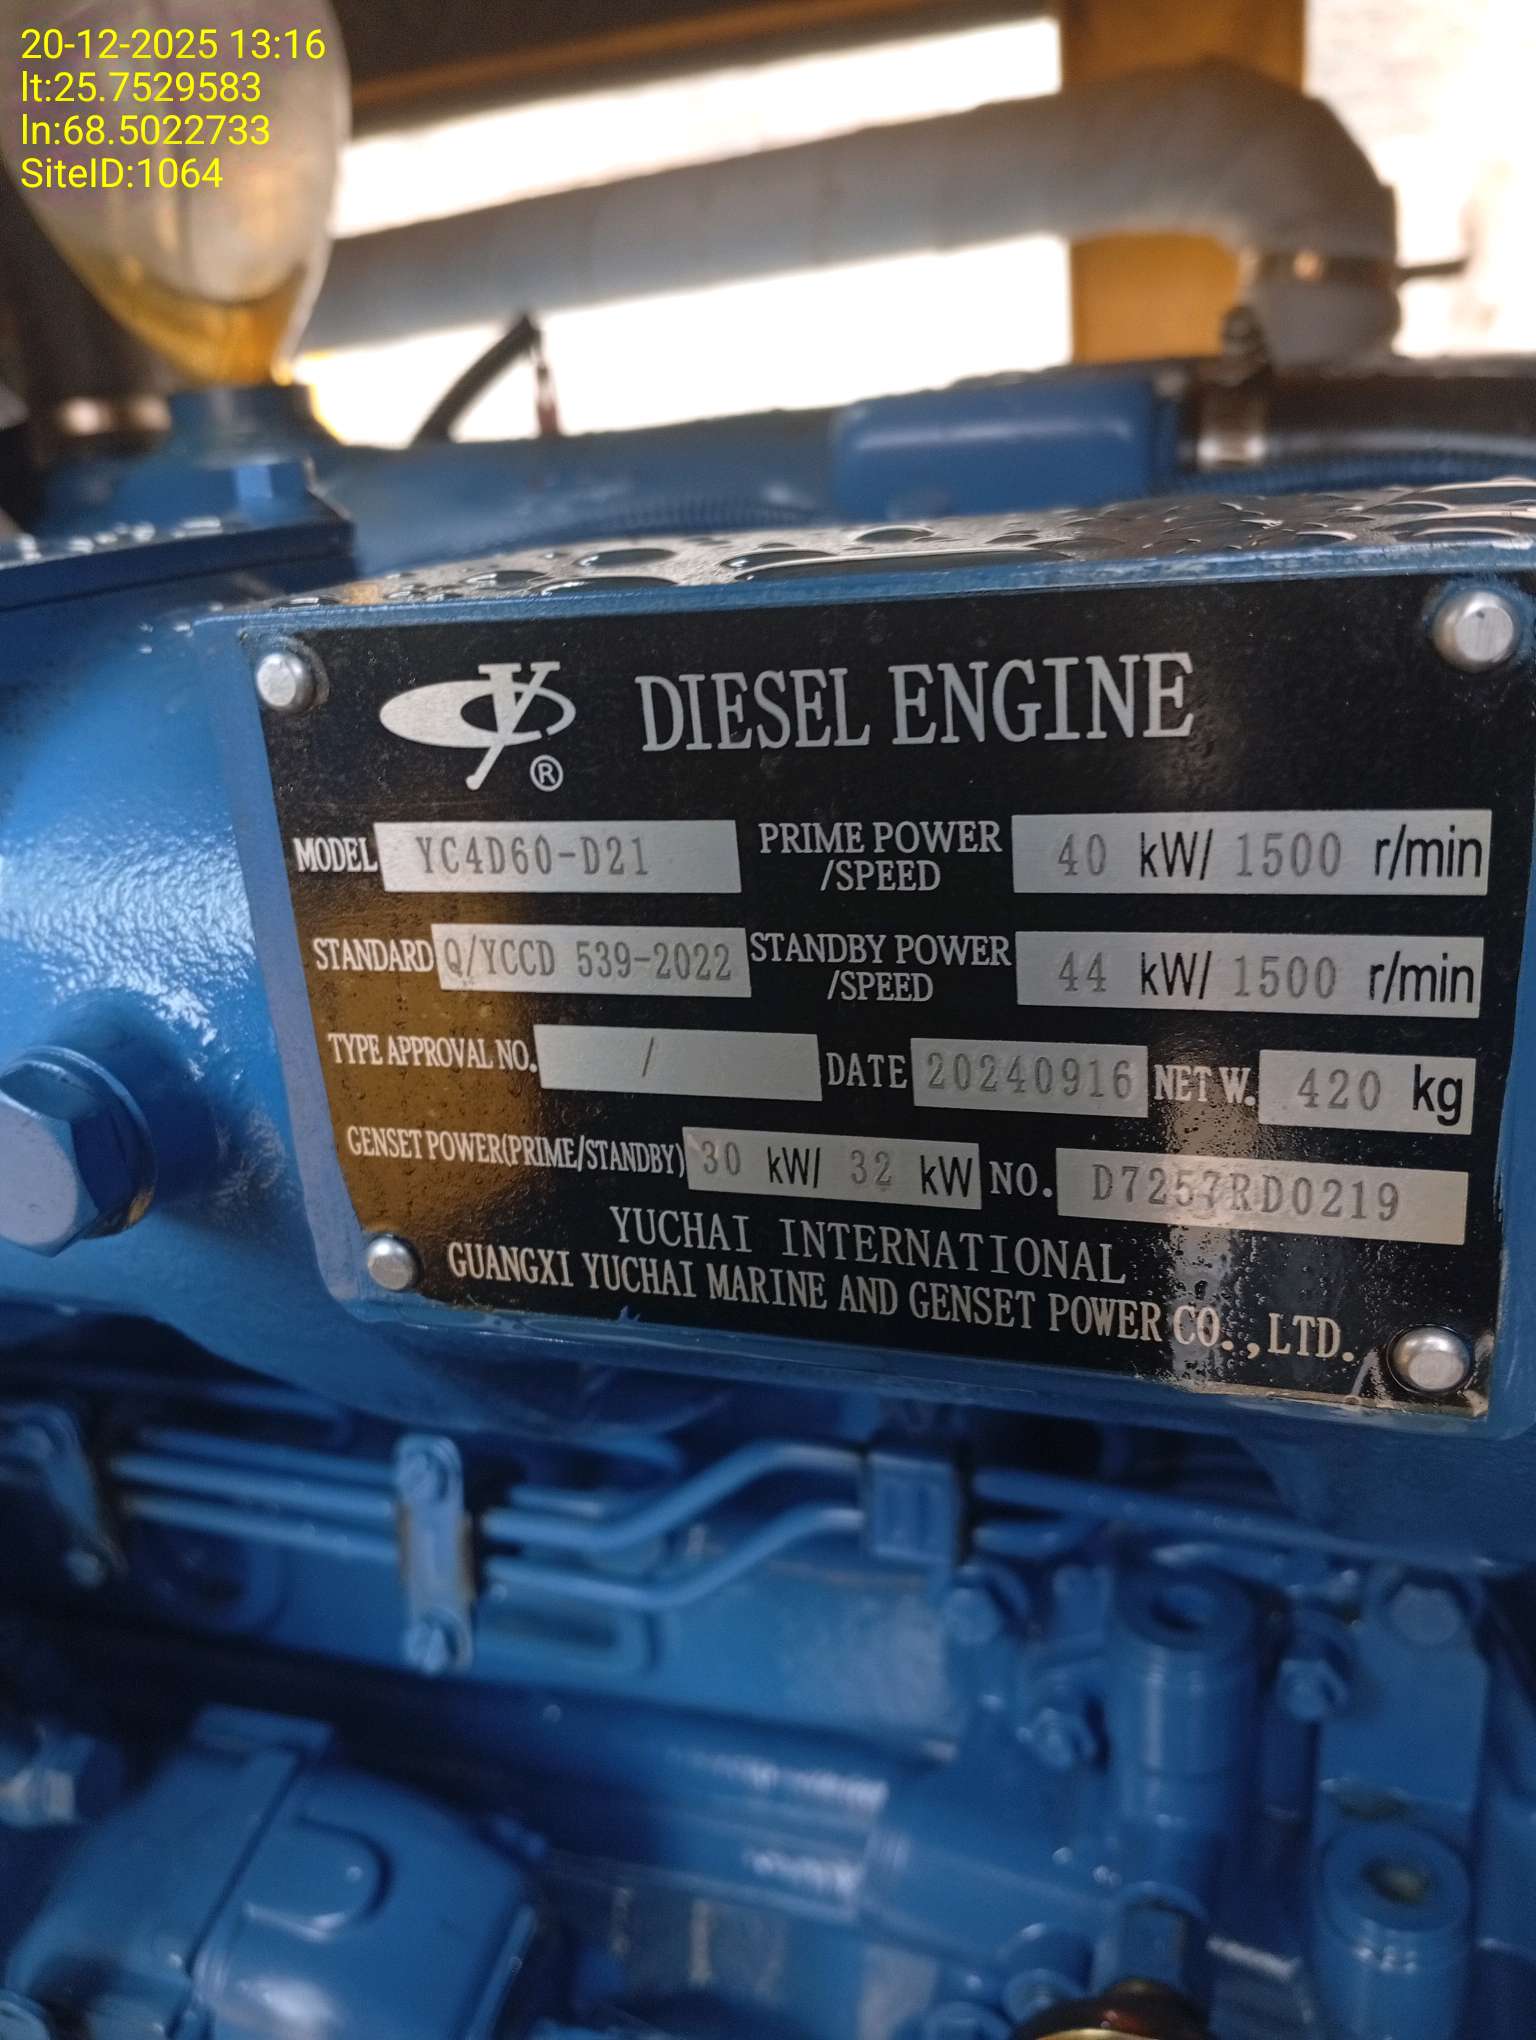 20-12-2025 13:16
lt:25.7529583
ln:68.5022733
SiteID:1064
DIESEL ENGINE
®
MODEL YC4D60-D21 PRIME POWER /SPEED 40 kW/ 1500 r/min
STANDARD Q/YCCD 539-2022 STANDBY POWER /SPEED 44 kW/ 1500 r/min
TYPE APPROVAL NO. / DATE 20240916 NET W. 420 kg
GENSET POWER(PRIME/STANDBY) 30 kW/ 32 kW NO. D7257RD0219
YUCHAI INTERNATIONAL
GUANGXI YUCHAI MARINE AND GENSET POWER CO.,LTD.